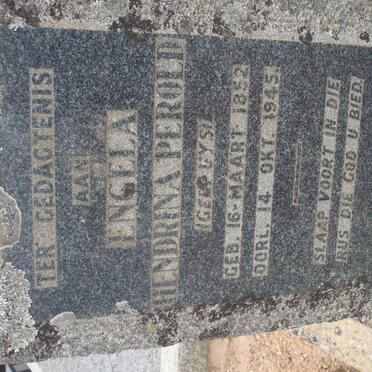 TER GEDAGTENIS
AAN
ENGELA
HENDRINA PEROLD
(GEB. GYS)
GEB. 16 MAART 1852
OORL. 14 OKT. 1945.
SLAAP VOORT IN DIE
RUS DIE GOD U BIED.